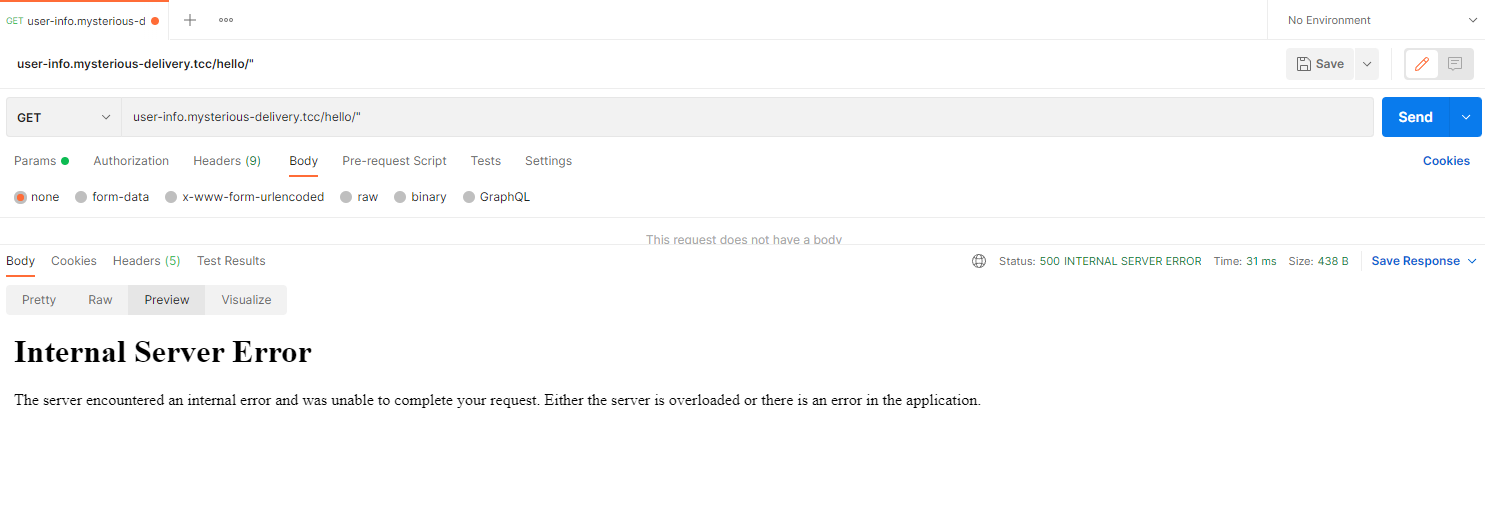 GET user-info.mysterious-d No Environment
user-info.mysterious-delivery.tcc/hello/" Save
GET user-info.mysterious-delivery.tcc/hello/" Send
Params Authorization Headers (9) Body Pre-request Script Tests Settings Cookies
none form-data x-www-form-urlencoded raw binary GraphQL
This request does not have a body
Body Cookies Headers (5) Test Results Status: 500 INTERNAL SERVER ERROR Time: 31 ms Size: 438 B Save Response
Pretty Raw Preview Visualize
Internal Server Error
The server encountered an internal error and was unable to complete your request. Either the server is overloaded or there is an error in the application.